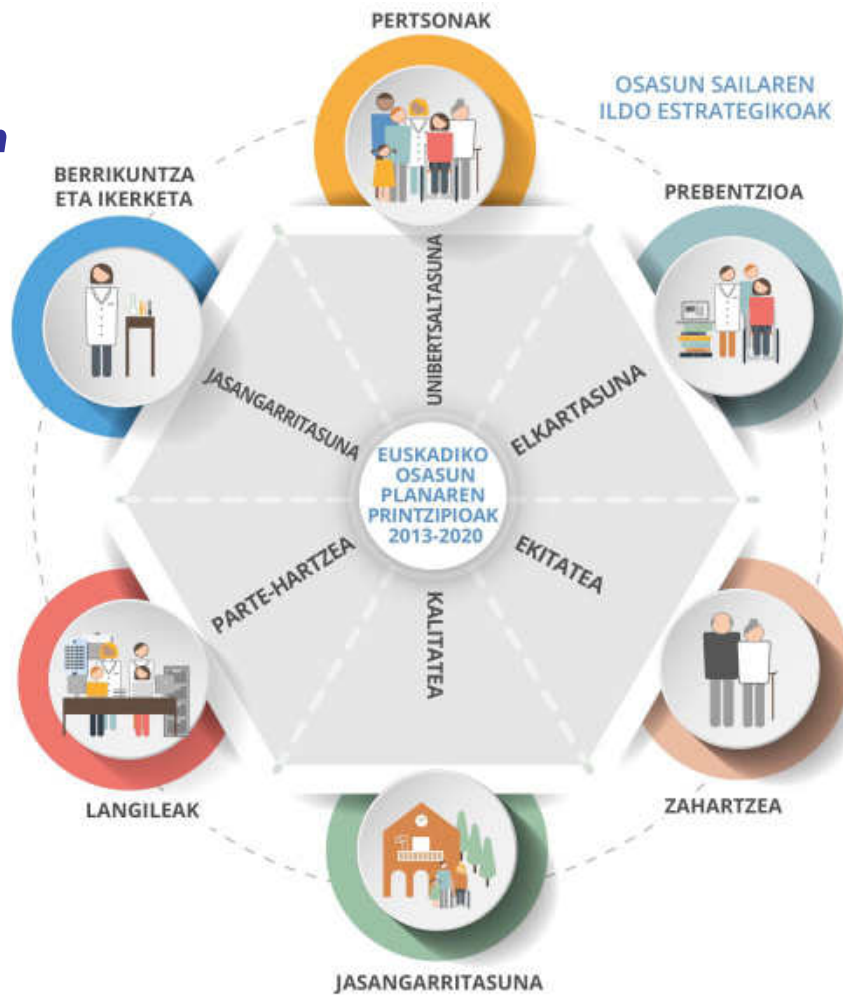 PERTSONAK
OSASUN SAILAREN
ILDO ESTRATEGIKOAK
BERRIKUNTZA
ETA IKERKETA
PREBENTZIOA
UNIBERTSALTASUNA
JASANGARRITASUNA
ELKARTASUNA
EUSKADIKO
OSASUN
PLANAREN
PRINTZIPIOAK
2013-2020
PARTE-HARTZEA
EKITATEA
KALITATEA
LANGILEAK
ZAHARTZEA
JASANGARRITASUNA